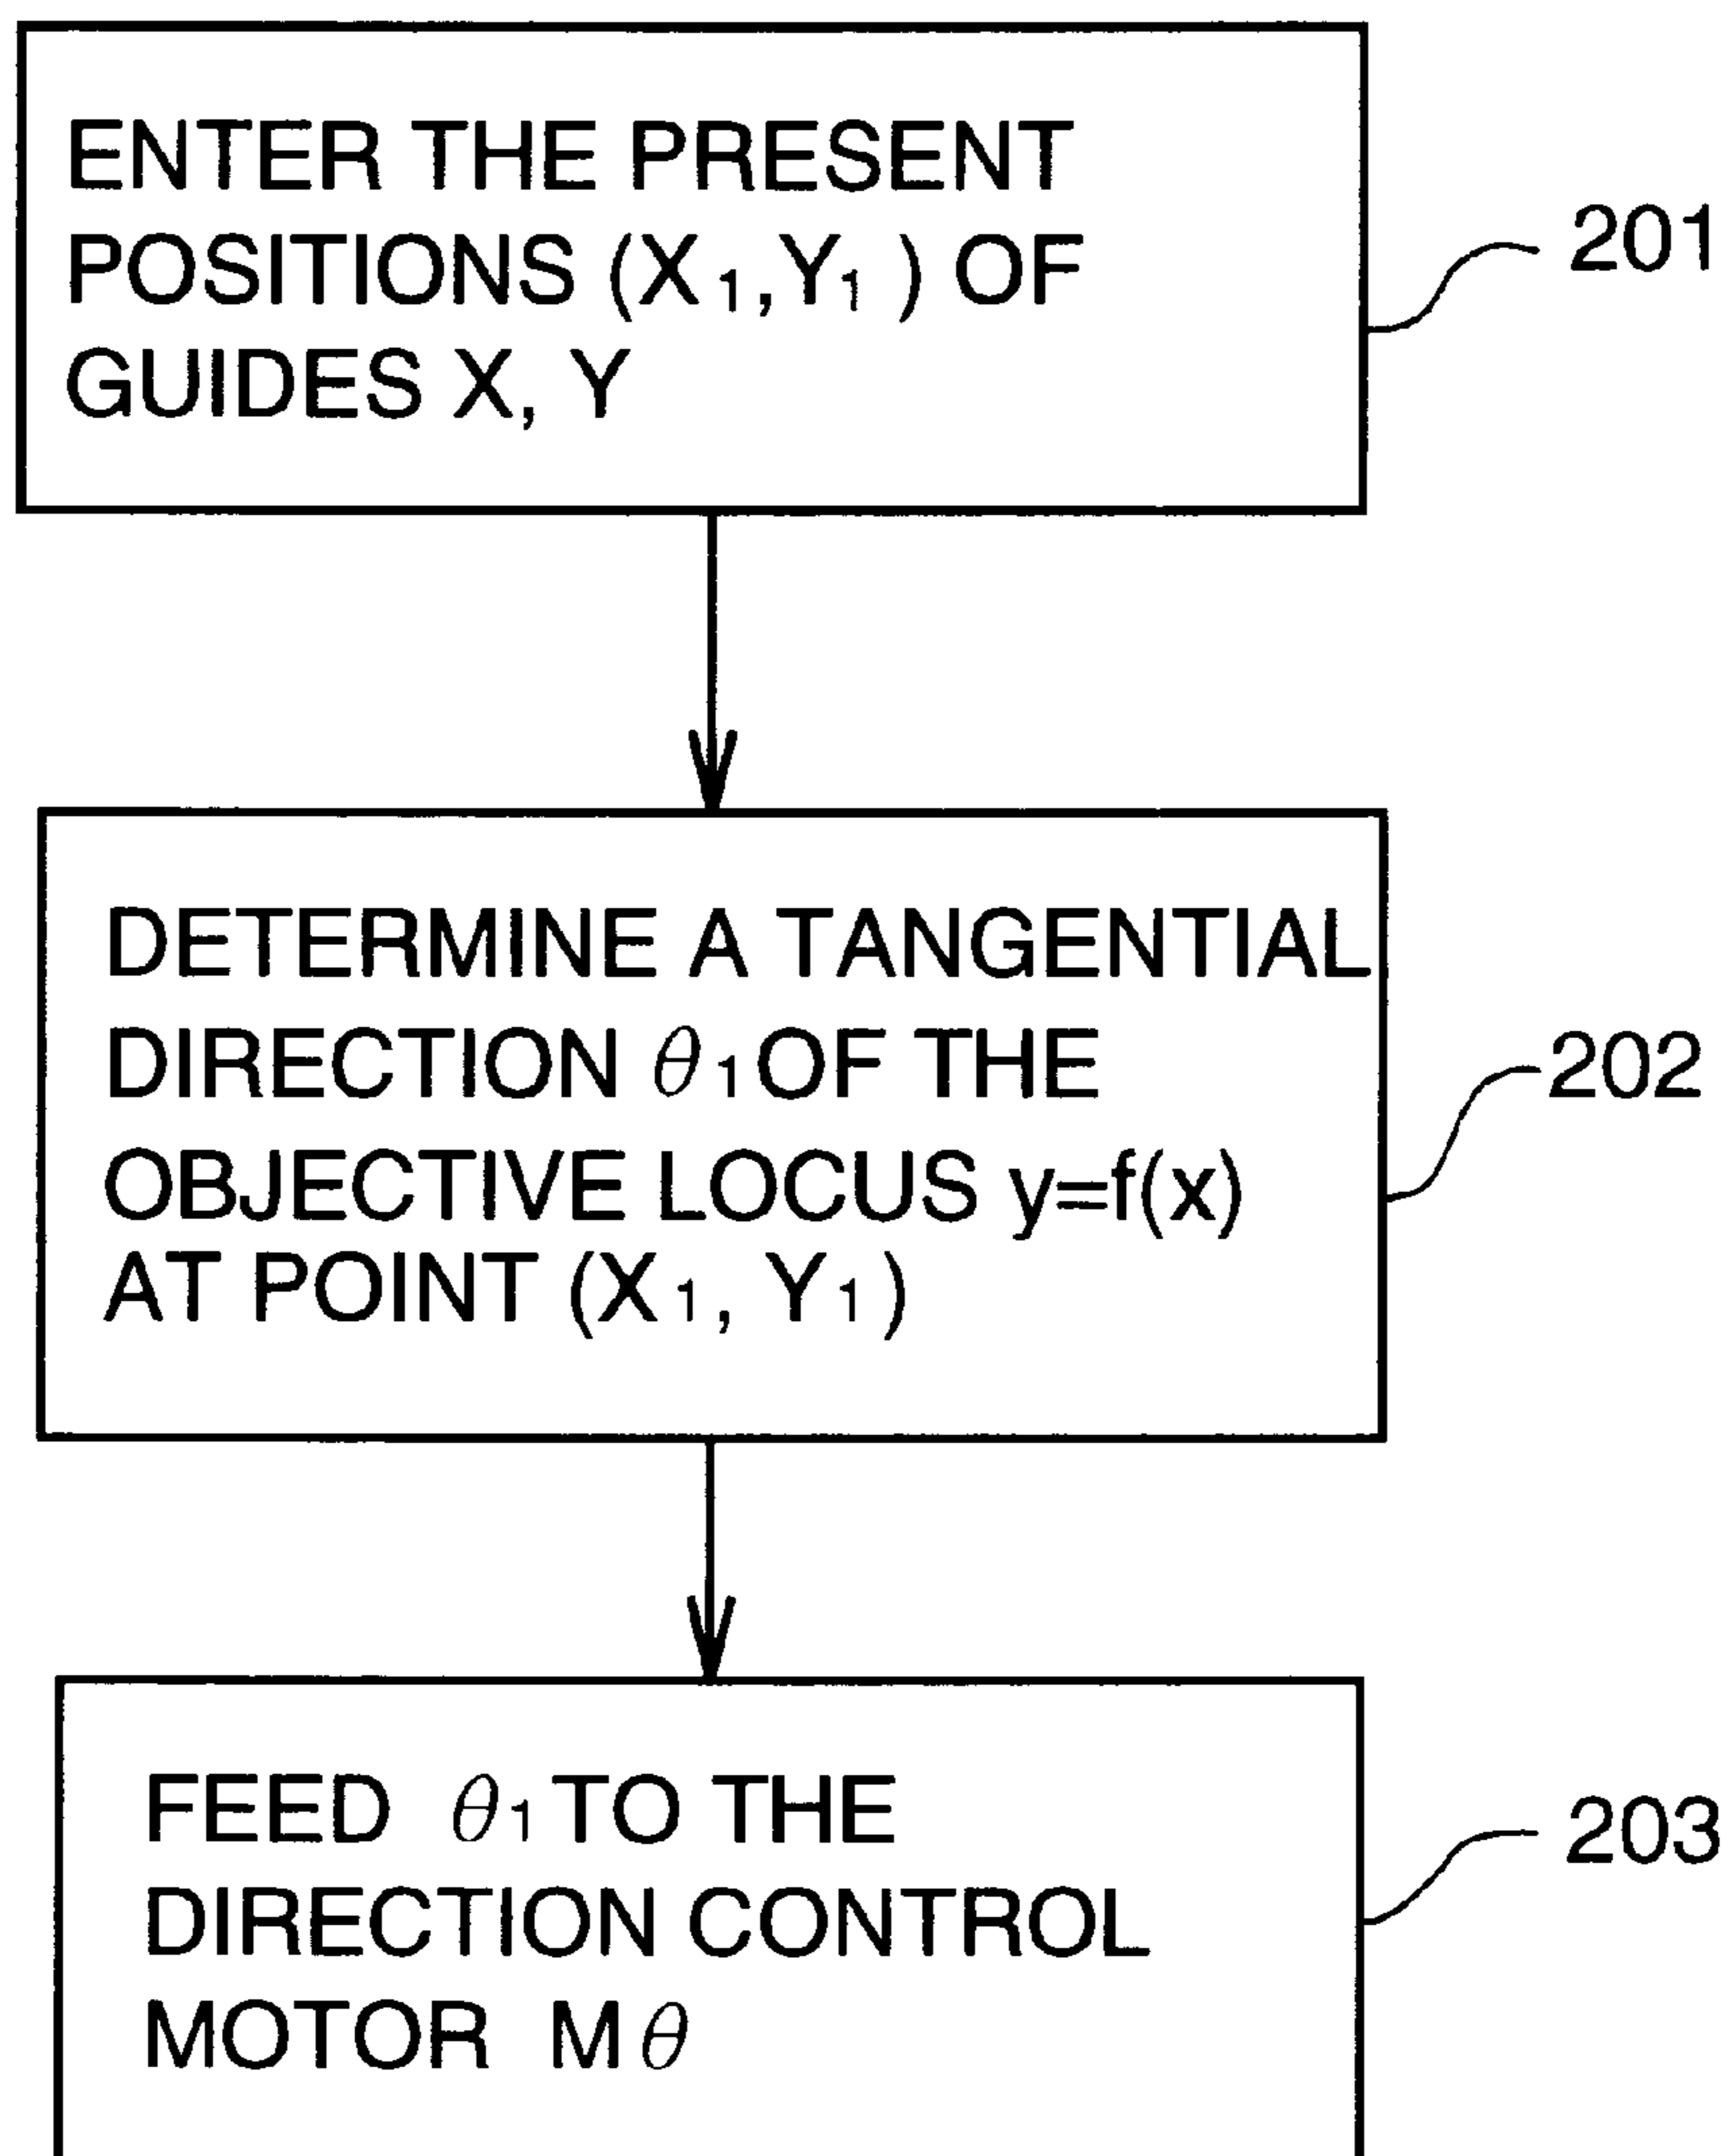 ENTER THE PRESENT
POSITIONS (X₁,Y₁) OF
GUIDES X, Y
201
DETERMINE A TANGENTIAL
DIRECTION θ₁ OF THE
OBJECTIVE LOCUS y=f(x)
AT POINT (X₁, Y₁)
202
FEED θ₁ TO THE
DIRECTION CONTROL
MOTOR Mθ
203